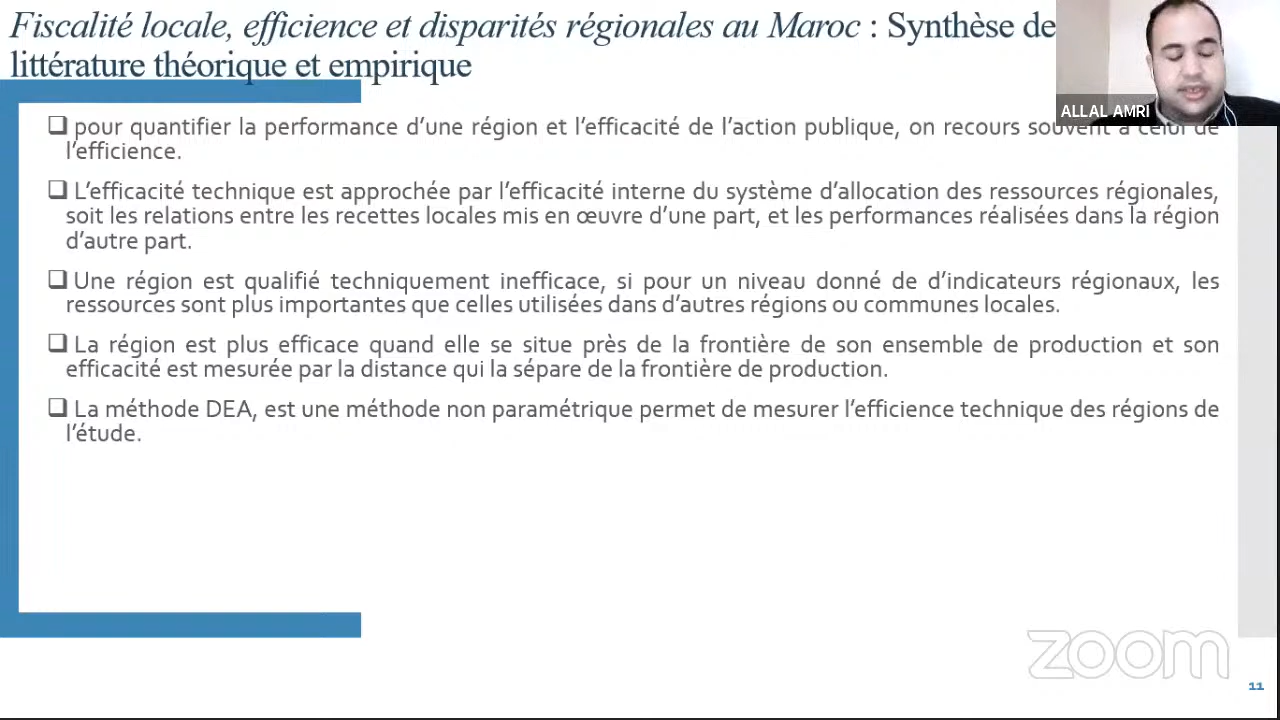 Fiscalité locale, efficience et disparités régionales au Maroc : Synthèse de
littérature théorique et empirique
ALLAL AMRI
❑ pour quantifier la performance d’une région et l’efficacité de l’action publique, on recours souvent à celui de
l’efficience.
❑ L’efficacité technique est approchée par l’efficacité interne du système d’allocation des ressources régionales,
soit les relations entre les recettes locales mis en œuvre d’une part, et les performances réalisées dans la région
d’autre part.
❑ Une région est qualifié techniquement inefficace, si pour un niveau donné de d’indicateurs régionaux, les
ressources sont plus importantes que celles utilisées dans d’autres régions ou communes locales.
❑ La région est plus efficace quand elle se situe près de la frontière de son ensemble de production et son
efficacité est mesurée par la distance qui la sépare de la frontière de production.
❑ La méthode DEA, est une méthode non paramétrique permet de mesurer l’efficience technique des régions de
l’étude.
zoom
11